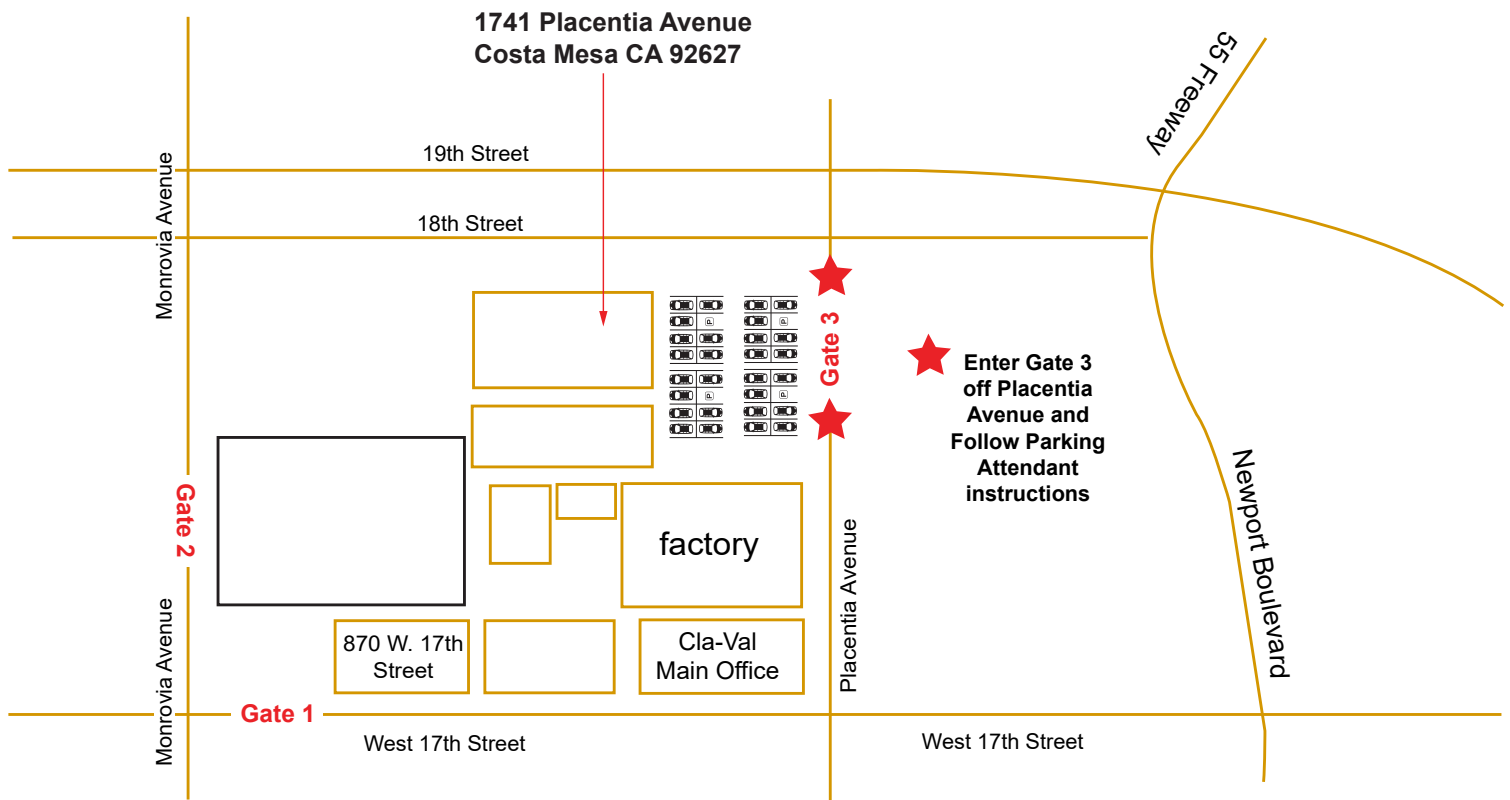 1741 Placentia Avenue
Costa Mesa CA 92627
55 Freeway
19th Street
Monrovia Avenue
18th Street
P
P
Gate 3
Enter Gate 3
off Placentia
Avenue and
Follow Parking
Attendant
instructions
P
P
Newport Boulevard
Gate 2
factory
Placentia Avenue
Monrovia Avenue
870 W. 17th
Street
Cla-Val
Main Office
Gate 1
West 17th Street
West 17th Street